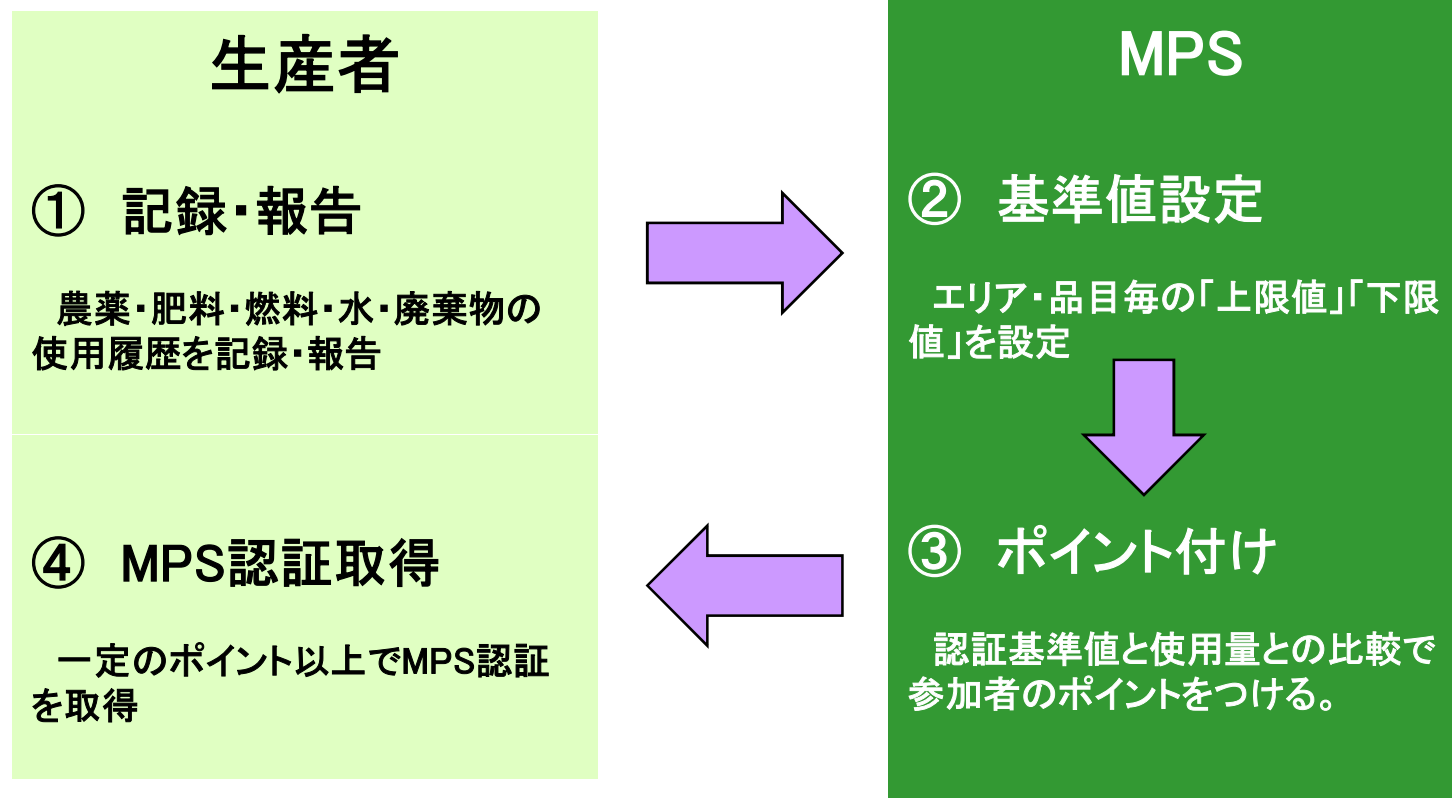 生産者
① 記録・報告
農薬・肥料・燃料・水・廃棄物の
使用履歴を記録・報告
MPS
② 基準値設定
エリア・品目毎の「上限値」「下限
値」を設定
③ ポイント付け
認証基準値と使用量との比較で
参加者のポイントをつける。
④ MPS認証取得
一定のポイント以上でMPS認証
を取得